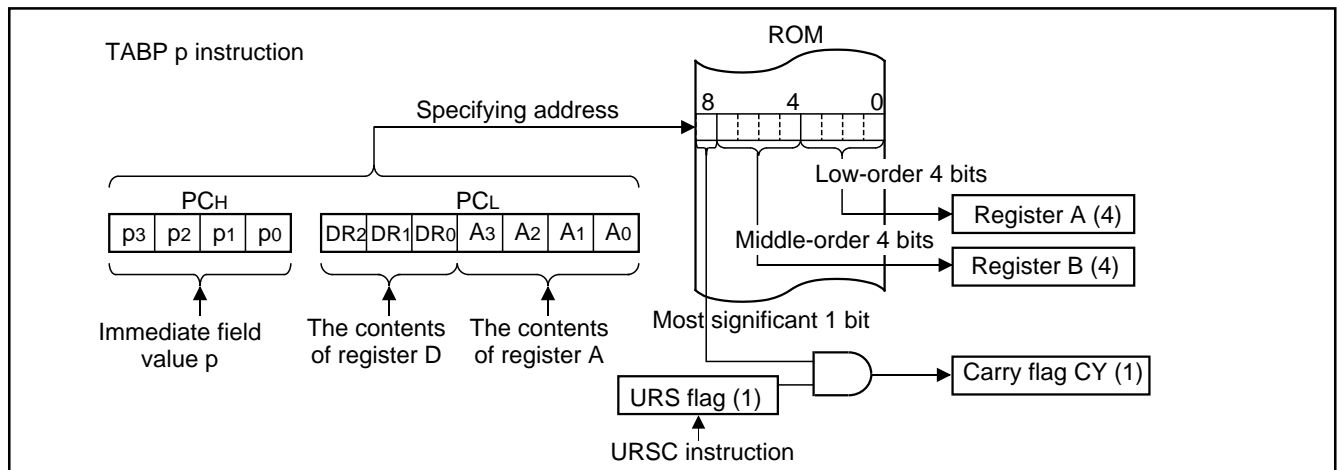 ROM
TABP p instruction
8 4 0
Specifying address
Low-order 4 bits
PCH PCL
p3 p2 p1 p0 DR2 DR1 DR0 A3 A2 A1 A0
Register A (4)
Middle-order 4 bits
Register B (4)
Immediate field
value p
The contents
of register D
The contents
of register A
Most significant 1 bit
Carry flag CY (1)
URS flag (1)
URSC instruction